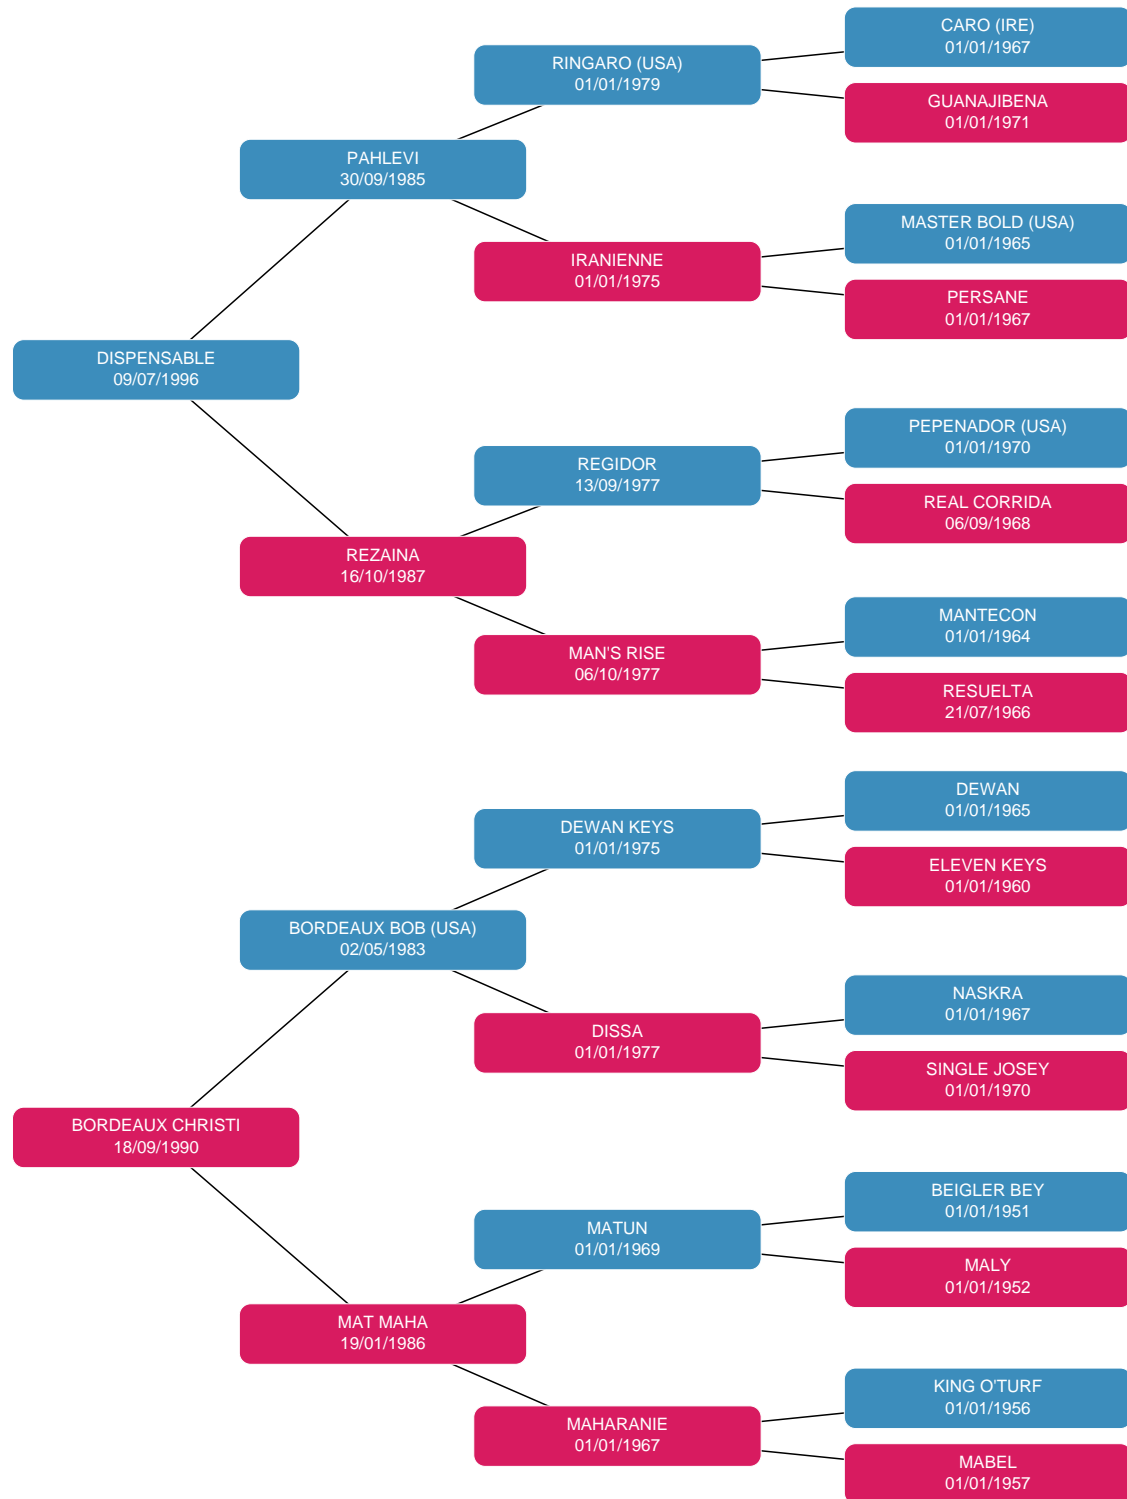 CARO (IRE)
01/01/1967
RINGARO (USA)
01/01/1979
GUANAJIBENA
01/01/1971
PAHLEVI
30/09/1985
MASTER BOLD (USA)
01/01/1965
IRANIENNE
01/01/1975
PERSANE
01/01/1967
DISPENSABLE
09/07/1996
PEPENADOR (USA)
01/01/1970
REGIDOR
13/09/1977
REAL CORRIDA
06/09/1968
REZAINA
16/10/1987
MANTECON
01/01/1964
MAN'S RISE
06/10/1977
RESUELTA
21/07/1966
DEWAN
01/01/1965
DEWAN KEYS
01/01/1975
ELEVEN KEYS
01/01/1960
BORDEAUX BOB (USA)
02/05/1983
NASKRA
01/01/1967
DISSA
01/01/1977
SINGLE JOSEY
01/01/1970
BORDEAUX CHRISTI
18/09/1990
BEIGLER BEY
01/01/1951
MATUN
01/01/1969
MALY
01/01/1952
MAT MAHA
19/01/1986
KING O'TURF
01/01/1956
MAHARANIE
01/01/1967
MABEL
01/01/1957